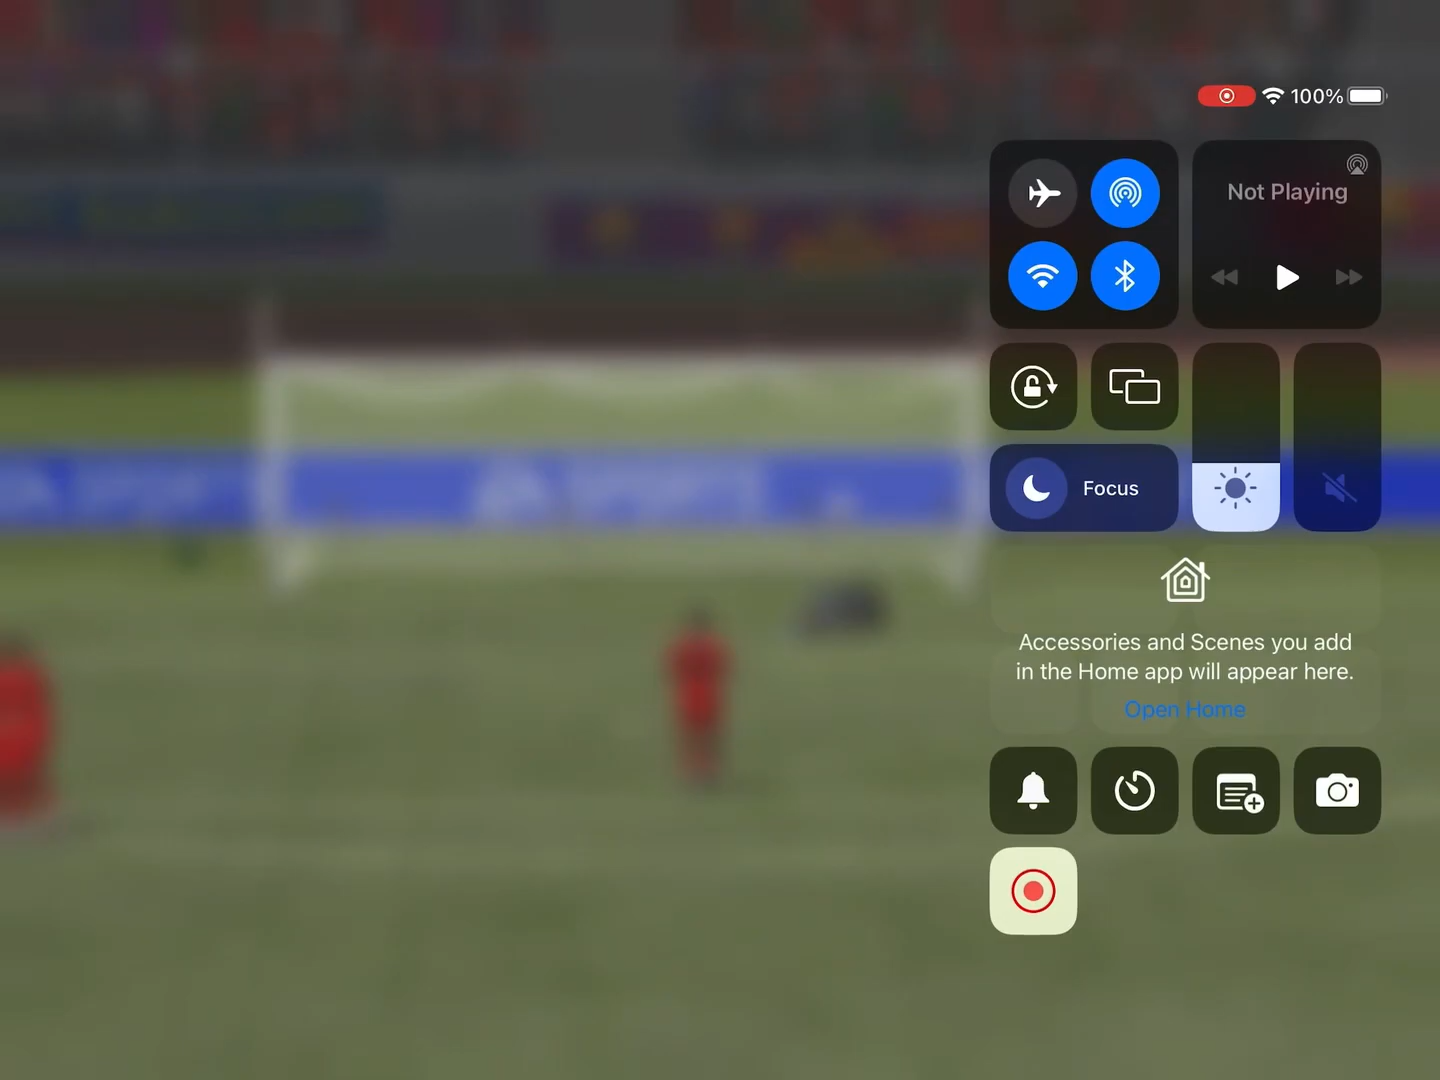 100%
Not Playing
Focus
Accessories and Scenes you add
in the Home app will appear here.
Open Home